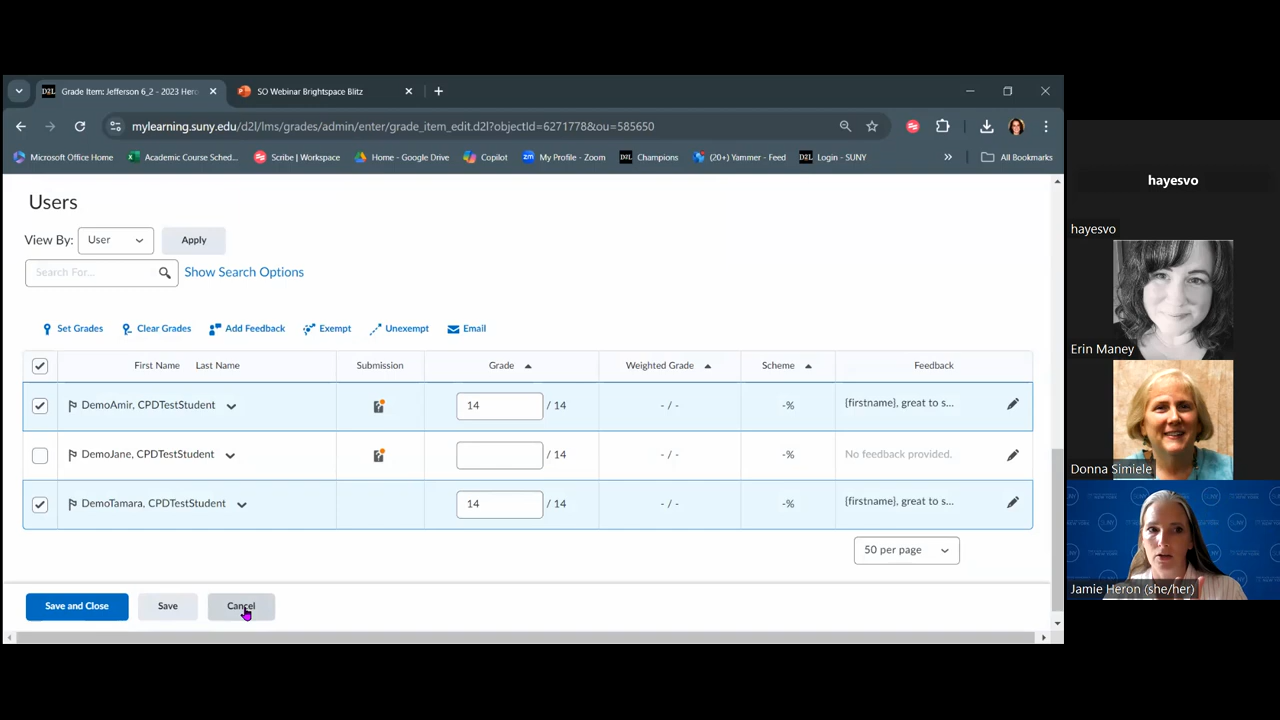 D2L Grade Item: Jefferson 6_2 - 2023 Her
SO Webinar Brightspace Blitz
mylearning.suny.edu/d2l/lms/grades/admin/enter/grade_item_edit.d2l?objectId=6271778&ou=585650
Microsoft Office Home
Academic Course Sched...
Scribe | Workspace
Home - Google Drive
Copilot
My Profile - Zoom
D2L Champions
(20+) Yammer - Feed
D2L Login - SUNY
All Bookmarks
Users
View By: User Apply
Search For... Show Search Options
Set Grades Clear Grades Add Feedback Exempt Unexempt Email
First Name Last Name Submission Grade Weighted Grade Scheme Feedback
DemoAmir, CPDTestStudent 14 / 14 - / - -% {firstname}, great to s...
DemoJane, CPDTestStudent / 14 - / - -% No feedback provided.
DemoTamara, CPDTestStudent 14 / 14 - / - -% {firstname}, great to s...
50 per page
Save and Close Save Cancel
hayesvo
hayesvo
Erin Maney
Donna Simiele
Jamie Heron (she/her)